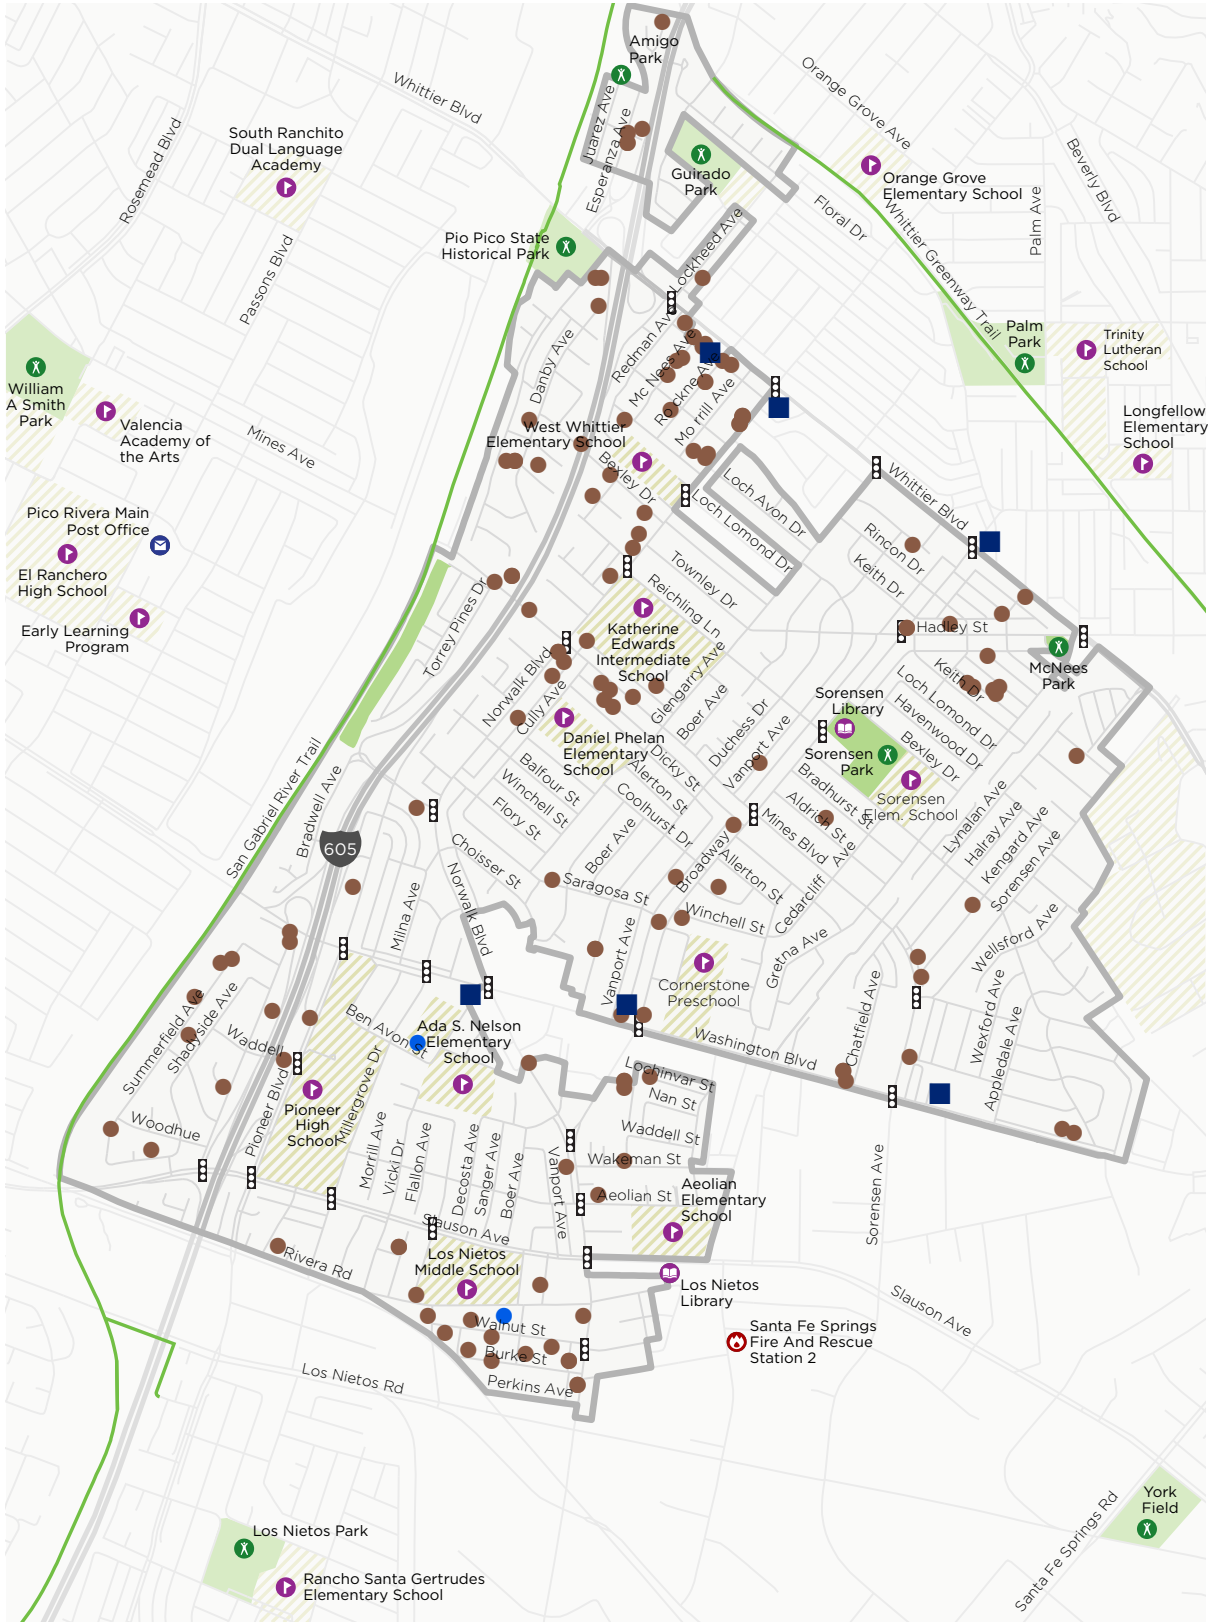 Amigo
Park
Orange Grove Ave
Whittier Blvd
Juarez Ave
Esperanza Ave
Rosemead Blvd
South Ranchito
Dual Language
Academy
Beverly Blvd
Guirado
Park
Orange Grove
Elementary School
Palm Ave
Floral Dr
Whittier Greenway Trail
Pio Pico State
Historical Park
Lockheed Ave
Passons Blvd
Redman Ave
Palm
Park
Trinity
Lutheran
School
Danby Ave
Mc Nees Ave
Rockne Ave
Morrill Ave
William
A Smith
Park
Valencia
Academy of
the Arts
Mines Ave
West Whittier
Elementary School
Longfellow
Elementary
School
Bexley Dr
Loch Avon Dr
Loch Lomond Dr
Whittier Blvd
Pico Rivera Main
Post Office
Rincon Dr
Keith Dr
El Ranchero
High School
Townley Dr
Reichling Ln
Torrey Pines Dr
Early Learning
Program
Katherine
Edwards
Intermediate
School
Hadley St
McNees
Park
Glengarry Ave
Norwalk Blvd
Cully Ave
Boer Ave
Keith Dr
Loch Lomond Dr
Havenwood Dr
Bexley Dr
Sorensen
Library
Duchess Dr
Vanport Ave
Daniel Phelan
Elementary
School
Sorensen
Park
San Gabriel River Trail
Bradwell Ave
Dicky St
Alerton St
Balfour St
Winchell St
Flory St
Coolhurst Dr
Bradhurst St
Aldrich St
Mines Blvd
Sorensen
Elem. School
Lynalan Ave
Halray Ave
Kengard Ave
Sorensen Ave
605
Choisser St
Boer Ave
Broadway
Allerton St
Cedarcliff Ave
Norwalk Blvd
Milna Ave
Saragosa St
Winchell St
Gretna Ave
Wellsford Ave
Vanport Ave
Cornerstone
Preschool
Summerfield Ave
Shadyside Ave
Waddell
Ben Avon St
Ada S. Nelson
Elementary
School
Washington Blvd
Chatfield Ave
Wexford Ave
Appledale Ave
Lochinvar St
Nan St
Pioneer Blvd
Pioneer
High
School
Millergrove Dr
Woodhue
Waddell St
Morrill Ave
Vicki Dr
Flallon Ave
Decosta Ave
Sanger Ave
Boer Ave
Vanport Ave
Wakeman St
Aeolian
Elementary
School
Aeolian St
Sorensen Ave
Slauson Ave
Rivera Rd
Los Nietos
Middle School
Los Nietos
Library
Slauson Ave
Walnut St
Santa Fe Springs
Fire And Rescue
Station 2
Burke St
Los Nietos Rd
Perkins Ave
York
Field
Santa Fe Springs Rd
Los Nietos Park
Rancho Santa Gertrudes
Elementary School